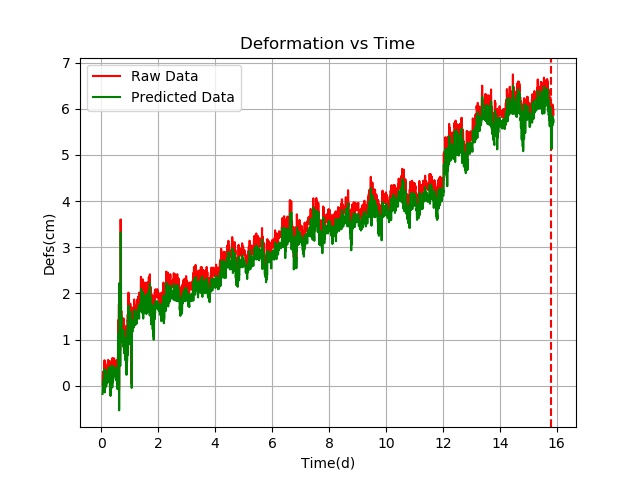 Deformation vs Time
Raw Data
Predicted Data
Defs(cm)
7
6
5
4
3
2
1
0
0 2 4 6 8 10 12 14 16
Time(d)